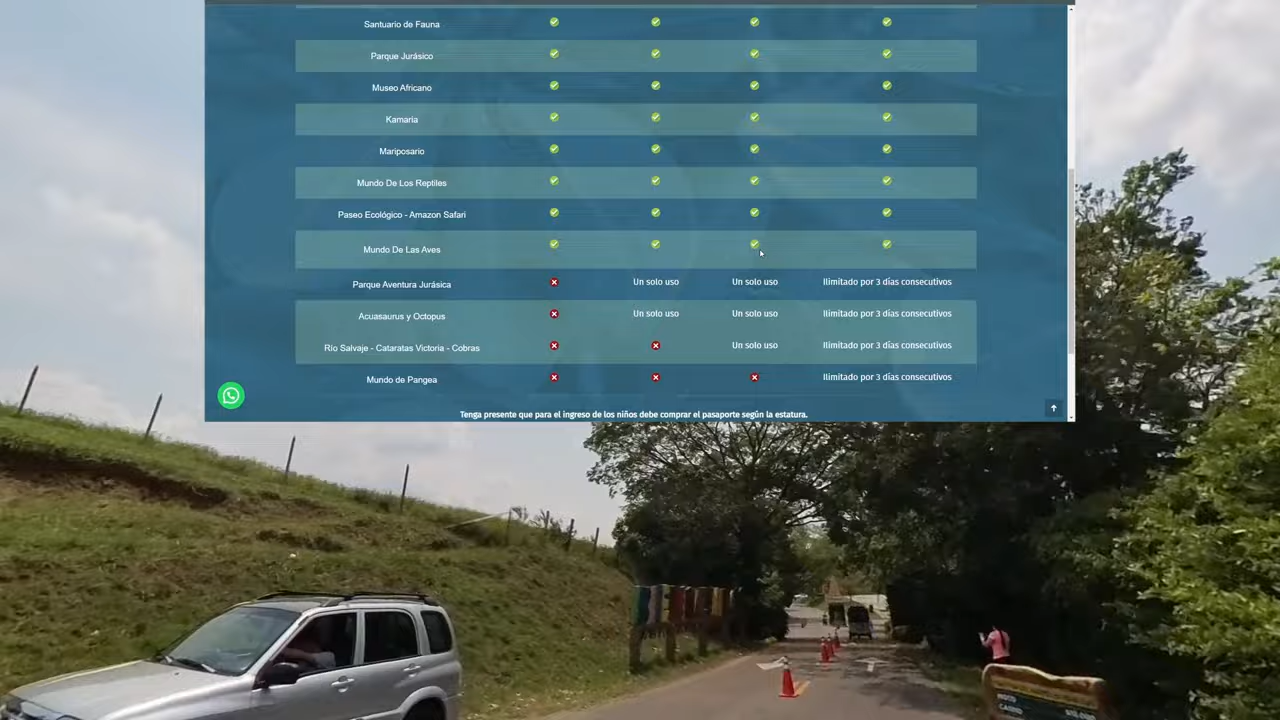 Santuario de Fauna
Parque Jurásico
Museo Africano
Kamaria
Mariposario
Mundo De Los Reptiles
Paseo Ecológico - Amazon Safari
Mundo De Las Aves
Parque Aventura Jurásica Un solo uso Un solo uso Ilimitado por 3 días consecutivos
Acuasaurus y Octopus Un solo uso Un solo uso Ilimitado por 3 días consecutivos
Río Salvaje - Cataratas Victoria - Cobras Un solo uso Ilimitado por 3 días consecutivos
Mundo de Pangea Ilimitado por 3 días consecutivos
Tenga presente que para el ingreso de los niños debe comprar el pasaporte según la estatura.